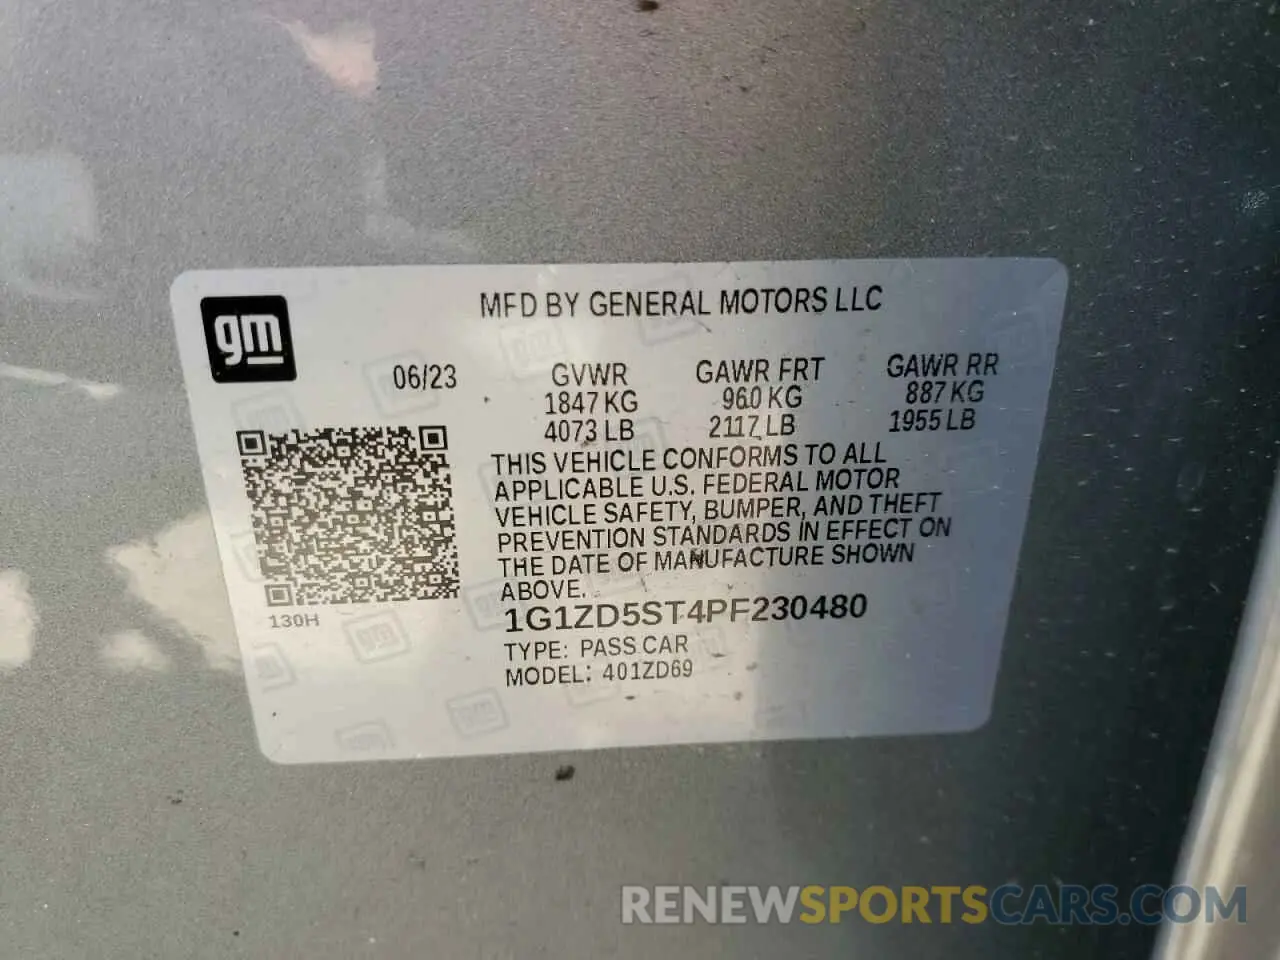 gm
MFD BY GENERAL MOTORS LLC
06/23 GVWR GAWR FRT GAWR RR
1847 KG 960 KG 887 KG
4073 LB 2117 LB 1955 LB
THIS VEHICLE CONFORMS TO ALL
APPLICABLE U.S. FEDERAL MOTOR
VEHICLE SAFETY, BUMPER, AND THEFT
PREVENTION STANDARDS IN EFFECT ON
THE DATE OF MANUFACTURE SHOWN
ABOVE.
130H
1G1ZD5ST4PF230480
TYPE: PASS CAR
MODEL: 401ZD69
RENEWSPORTSCARS.COM